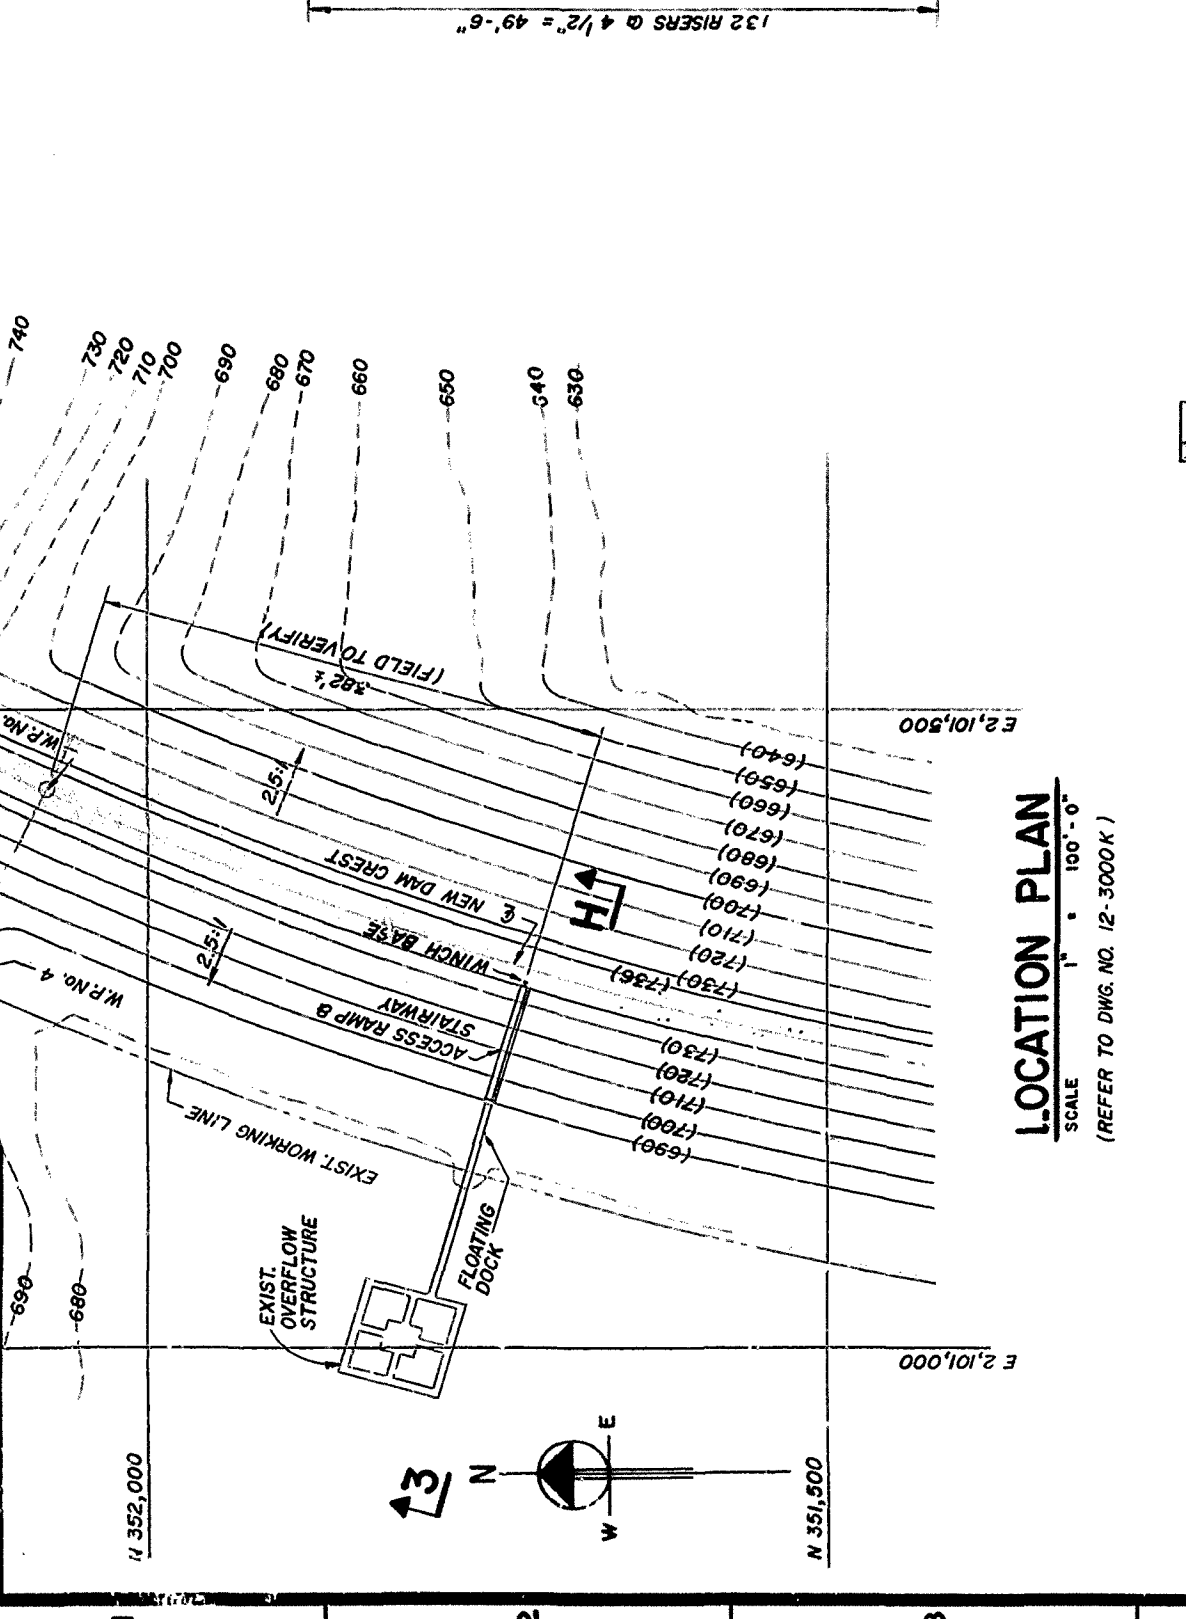 132 RISERS @ 4 1/2" = 49'-6"
740
730
720
710
700
690
680
670
660
650
640
630
(FIELD TO VERIFY)
382'±
W.P. No.
2.5:1
NEW DAM CREST
℄
WINCH BASE
2.5:1
W.P. No. 4
ACCESS RAMP &
STAIRWAY
EXIST. WORKING LINE
H
E 2,101,500
(640)
(650)
(660)
(670)
(680)
(690)
(700)
(710)
(720)
(730)
(736)
(730)
(720)
(710)
(700)
(690)
690
680
EXIST.
OVERFLOW
STRUCTURE
FLOATING
DOCK
E 2,101,000
3
N
W
E
N 352,000
N 351,500
LOCATION PLAN
SCALE 1" = 100'-0"
(REFER TO DWG. NO. 12-3000K)
2